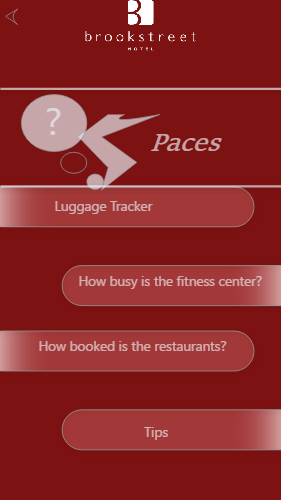 B
brookstreet
HOTEL
?
Paces
Luggage Tracker
How busy is the fitness center?
How booked is the restaurants?
Tips